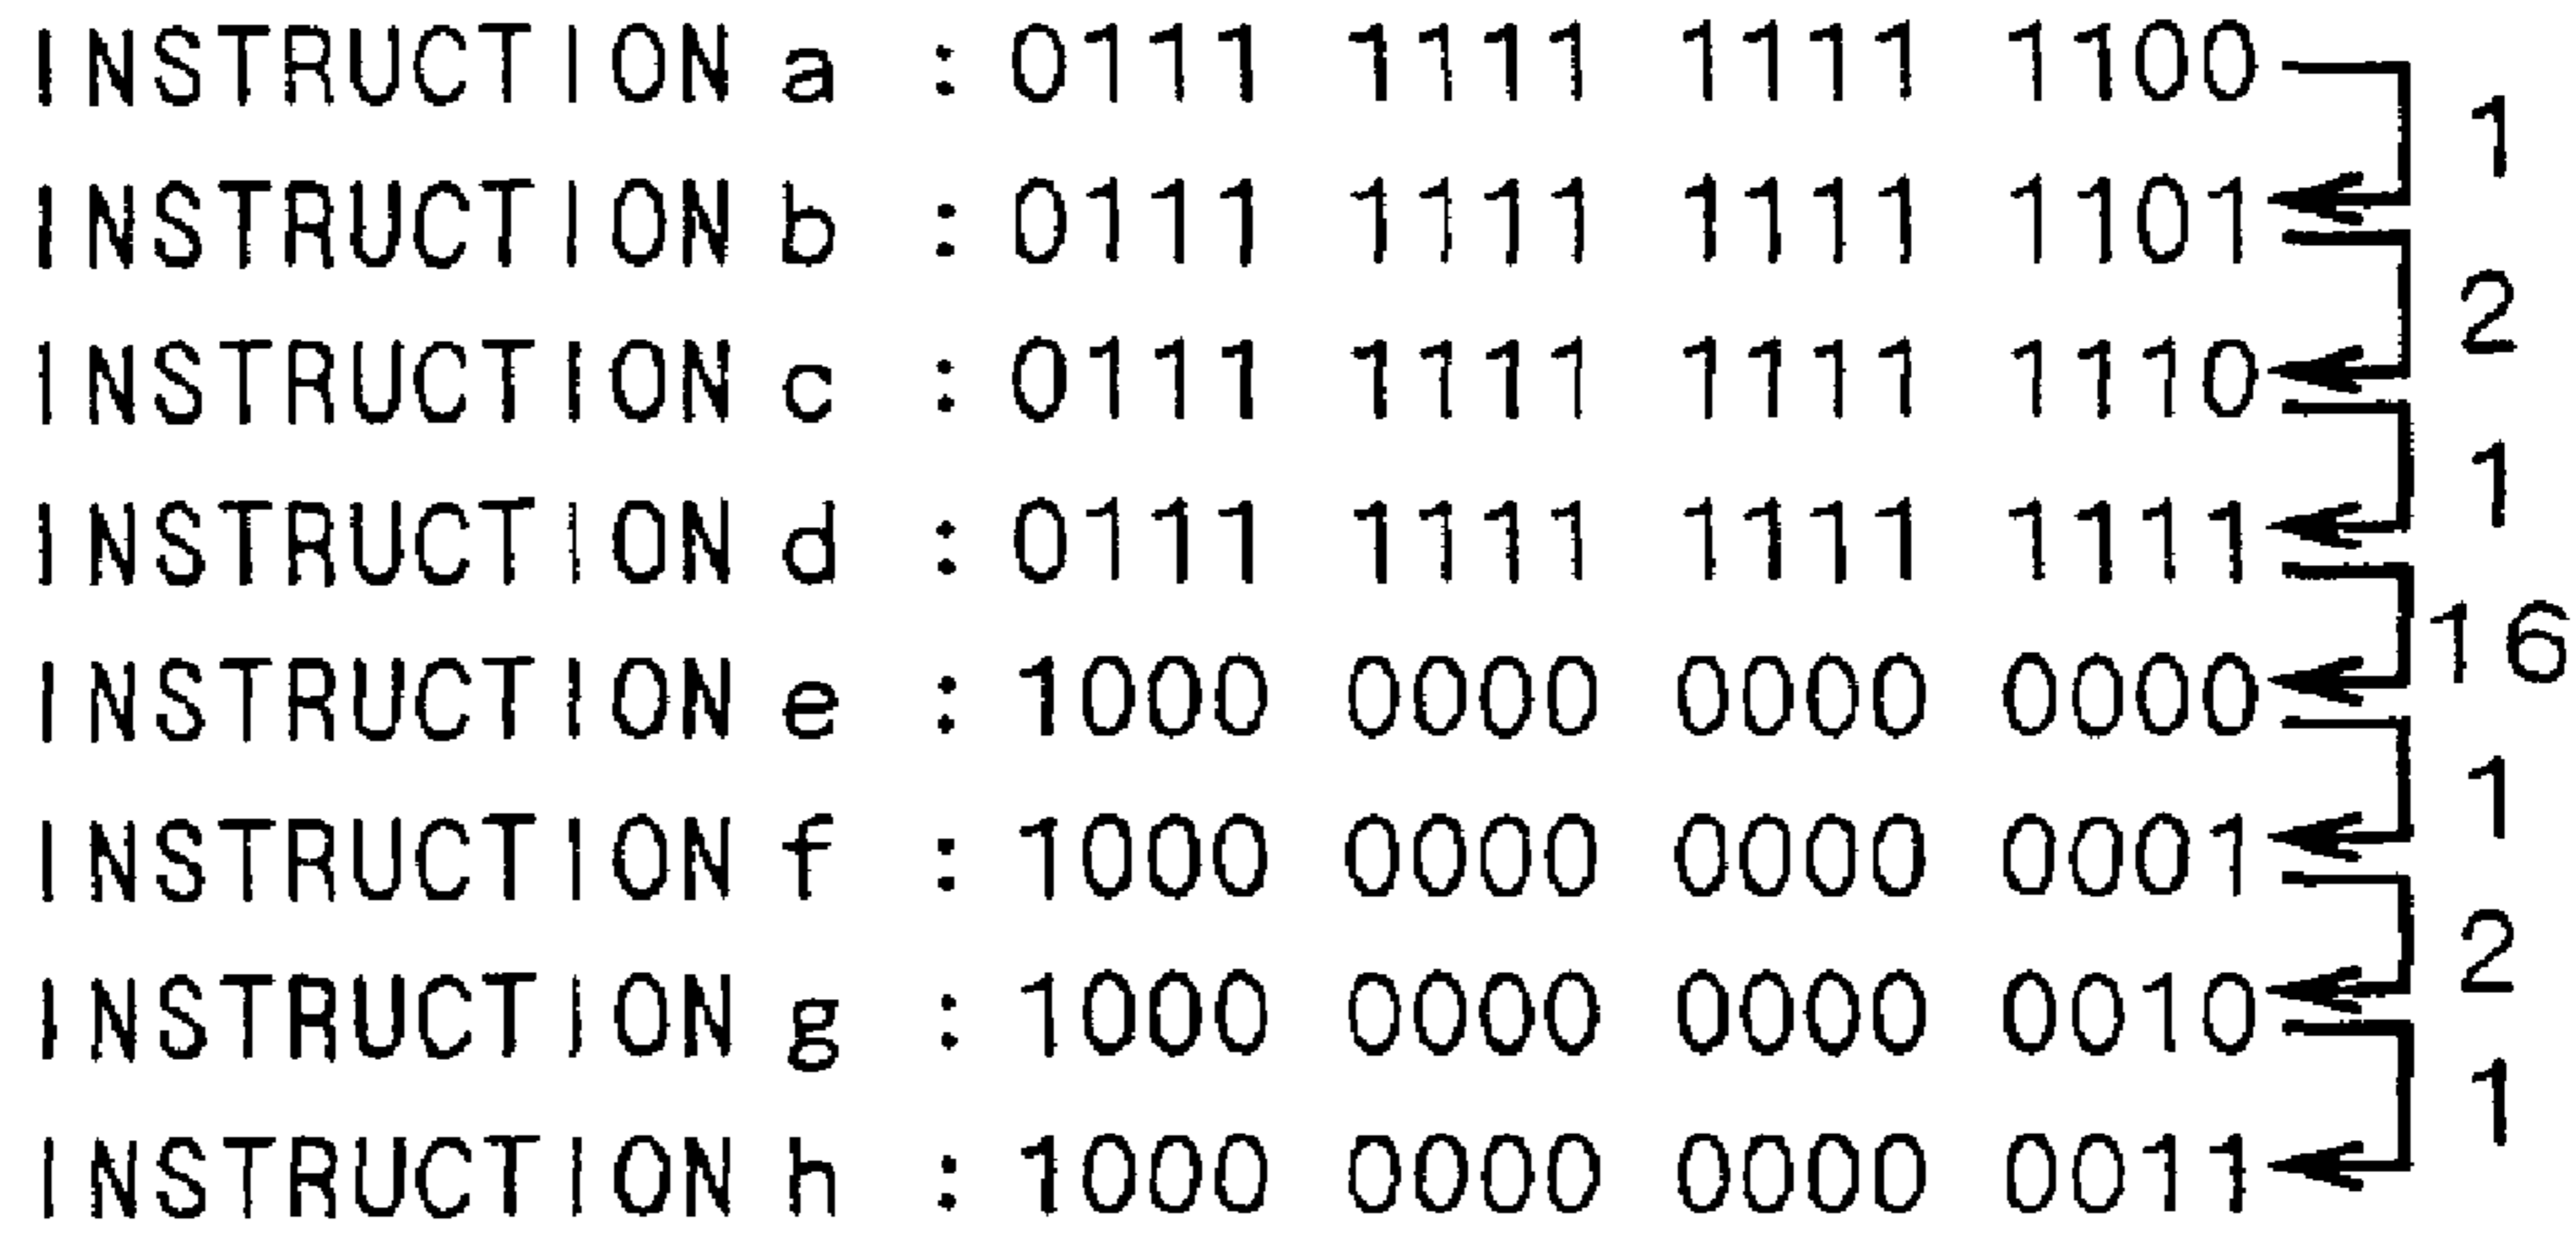 INSTRUCTION a : 0111 1111 1111 1100
1
INSTRUCTION b : 0111 1111 1111 1101
2
INSTRUCTION c : 0111 1111 1111 1110
1
INSTRUCTION d : 0111 1111 1111 1111
16
INSTRUCTION e : 1000 0000 0000 0000
1
INSTRUCTION f : 1000 0000 0000 0001
2
INSTRUCTION g : 1000 0000 0000 0010
1
INSTRUCTION h : 1000 0000 0000 0011